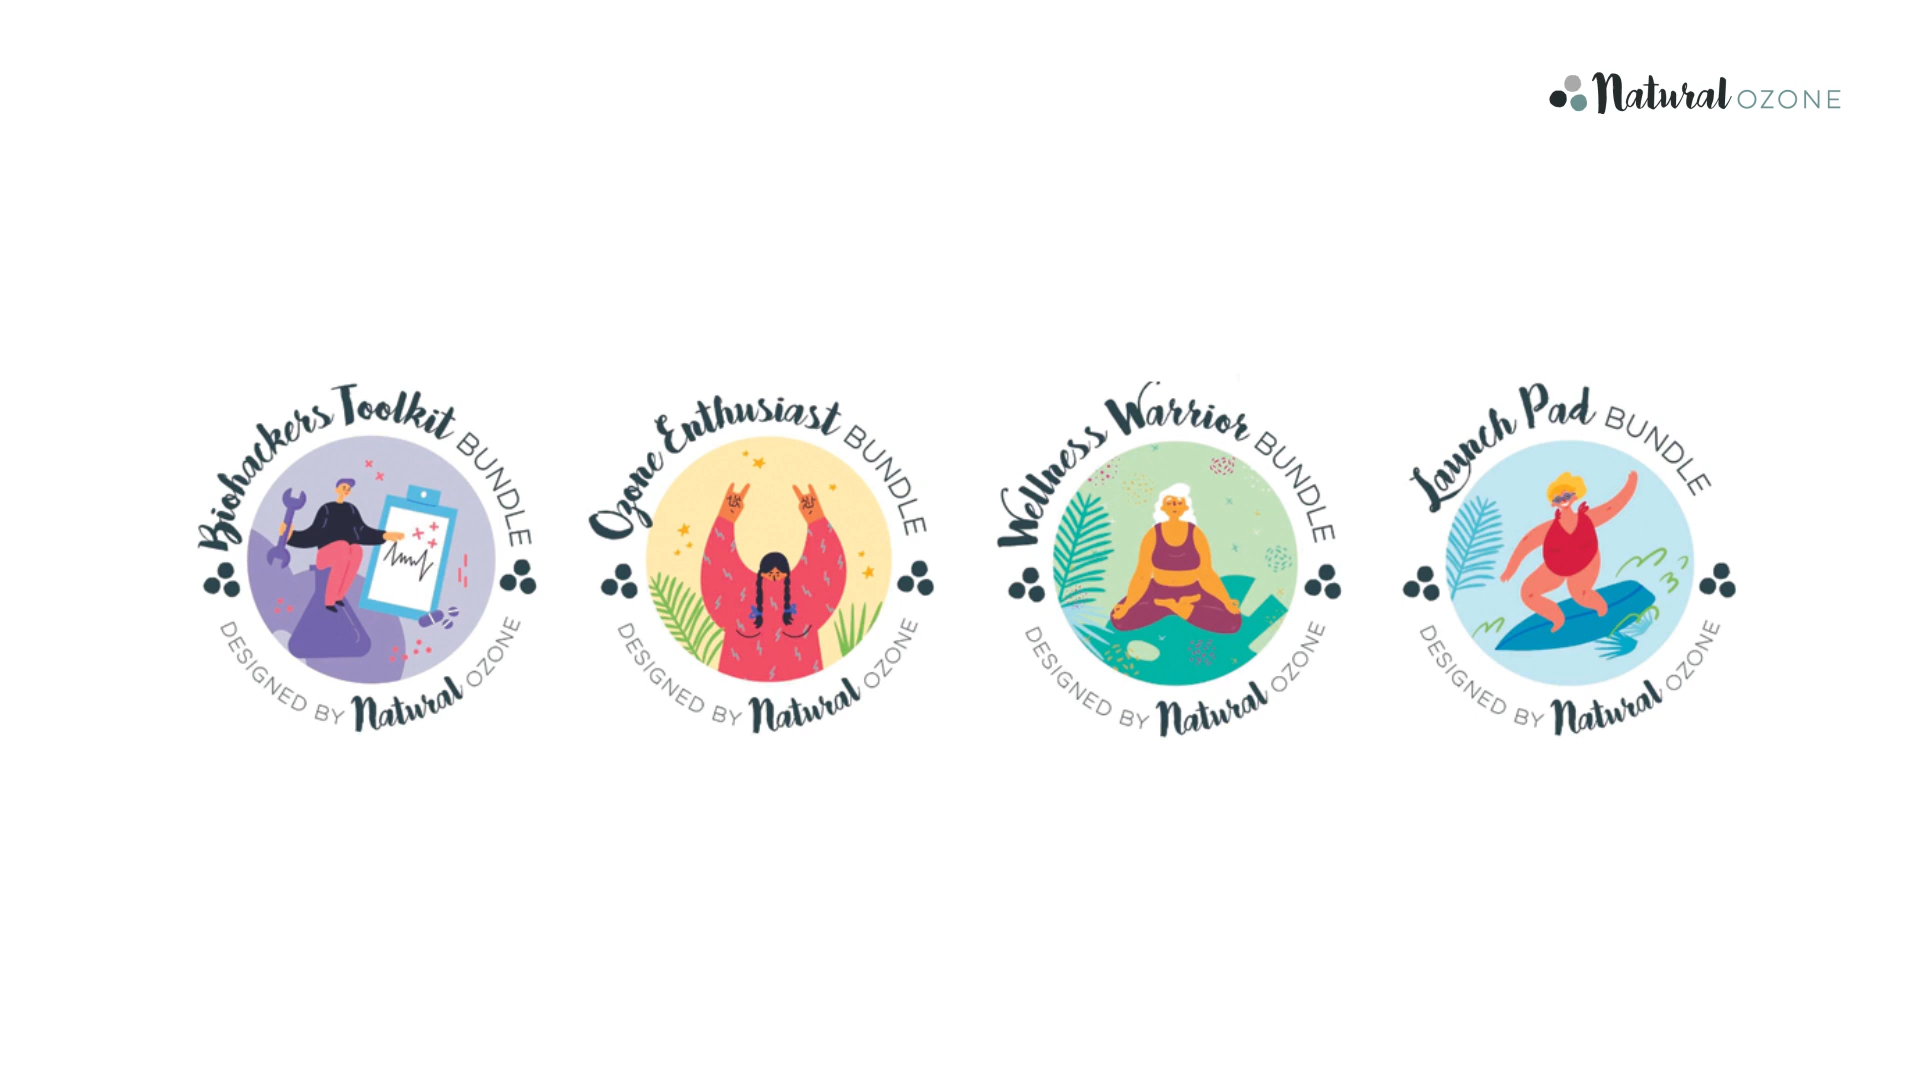 Natural OZONE
Biohackers Toolkit BUNDLE
DESIGNED BY Natural OZONE
Ozone Enthusiast BUNDLE
DESIGNED BY Natural OZONE
Wellness Warrior BUNDLE
DESIGNED BY Natural OZONE
Launch Pad BUNDLE
DESIGNED BY Natural OZONE